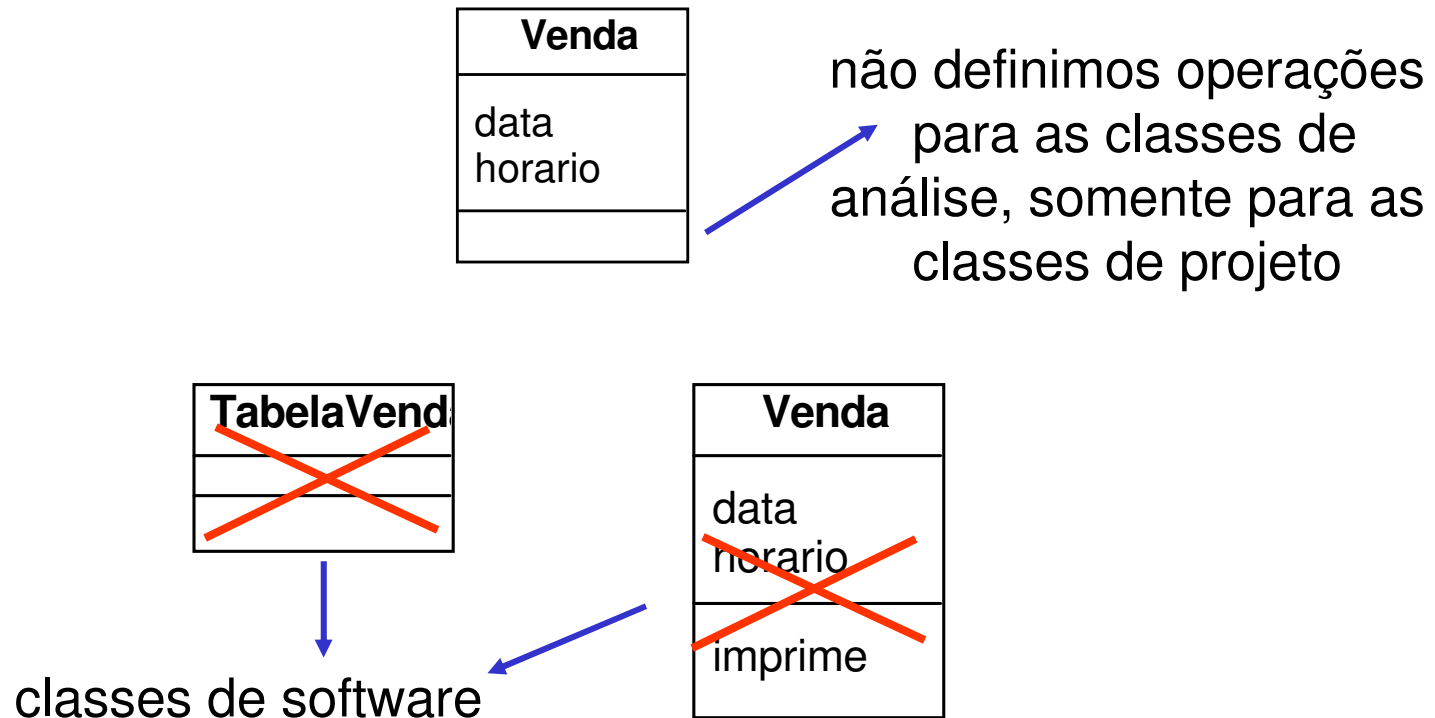 Venda
data
horario
não definimos operações
para as classes de
análise, somente para as
classes de projeto
TabelaVenda
Venda
data
horario
imprime
classes de software